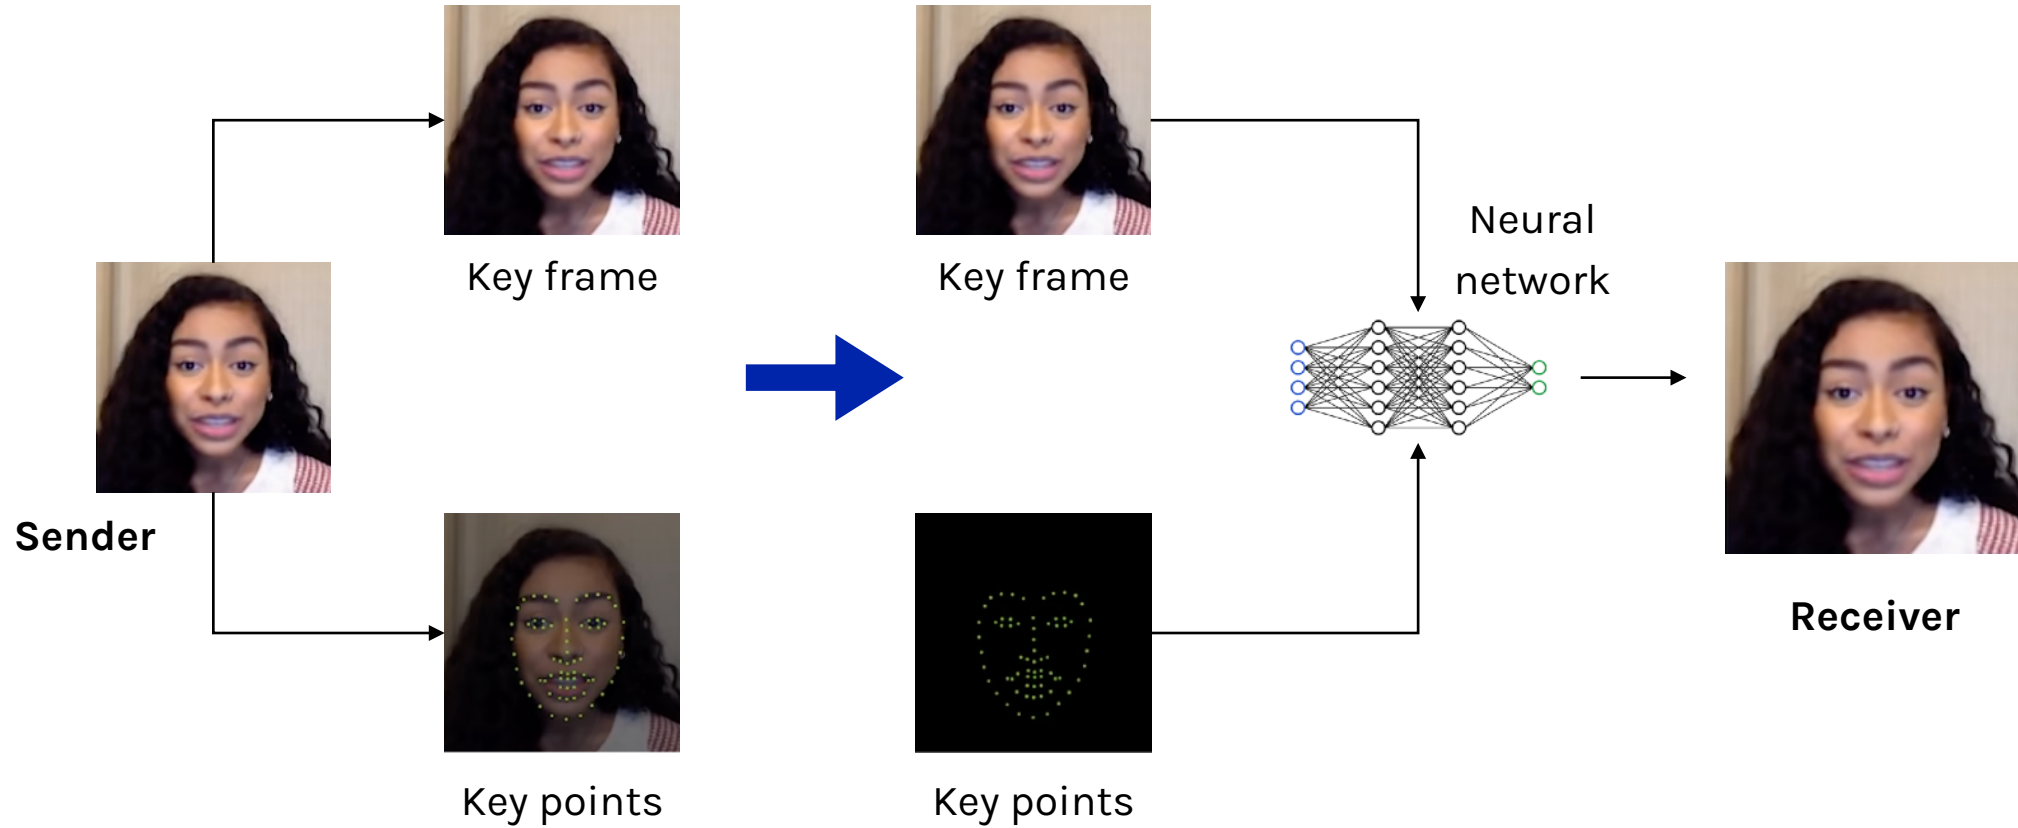 Key frame
Key frame
Neural
network
Sender
Receiver
Key points
Key points